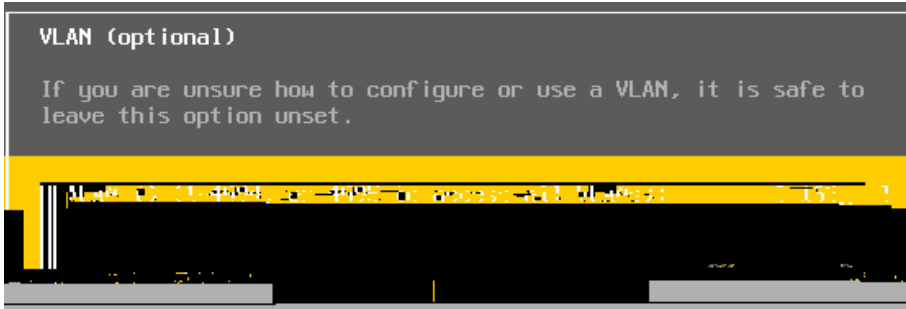 VLAN (optional)
If you are unsure how to configure or use a VLAN, it is safe to
leave this option unset.